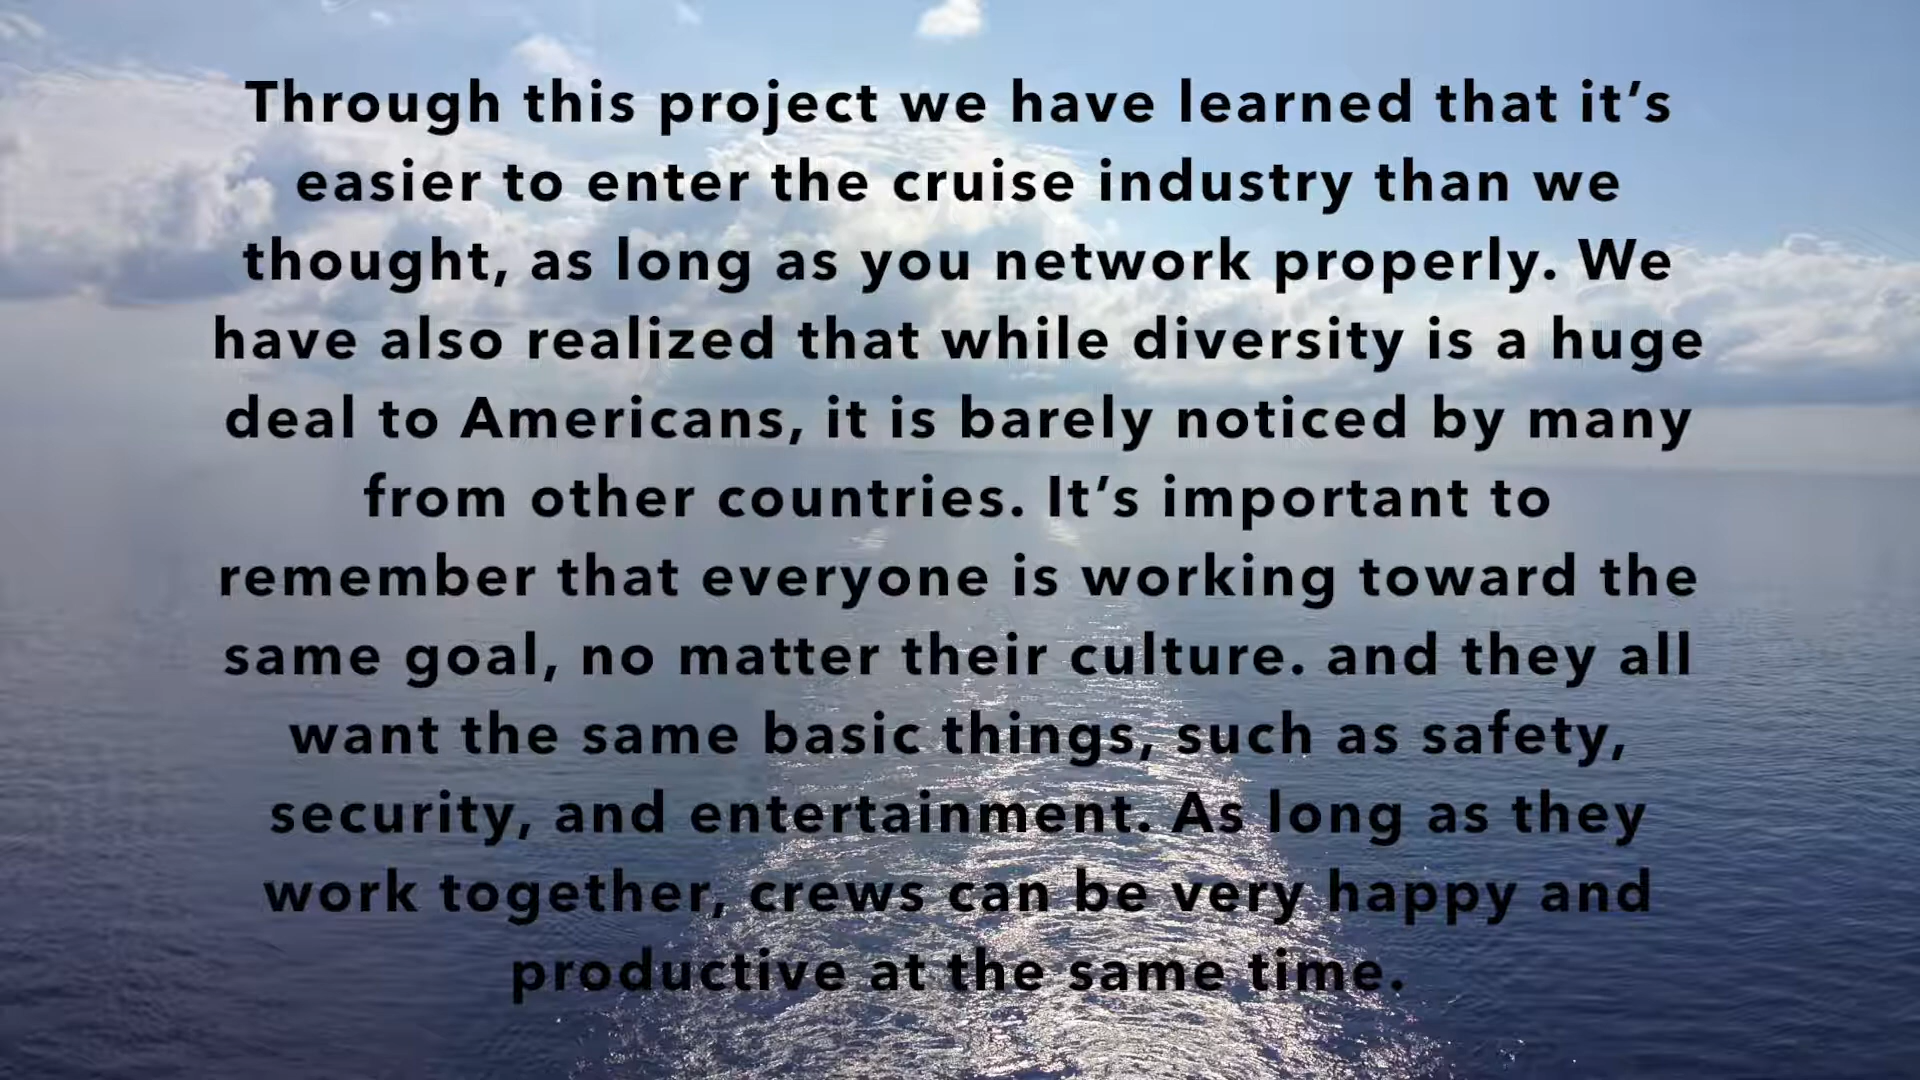 Through this project we have learned that it’s
easier to enter the cruise industry than we
thought, as long as you network properly. We
have also realized that while diversity is a huge
deal to Americans, it is barely noticed by many
from other countries. It’s important to
remember that everyone is working toward the
same goal, no matter their culture. and they all
want the same basic things, such as safety,
security, and entertainment. As long as they
work together, crews can be very happy and
productive at the same time.